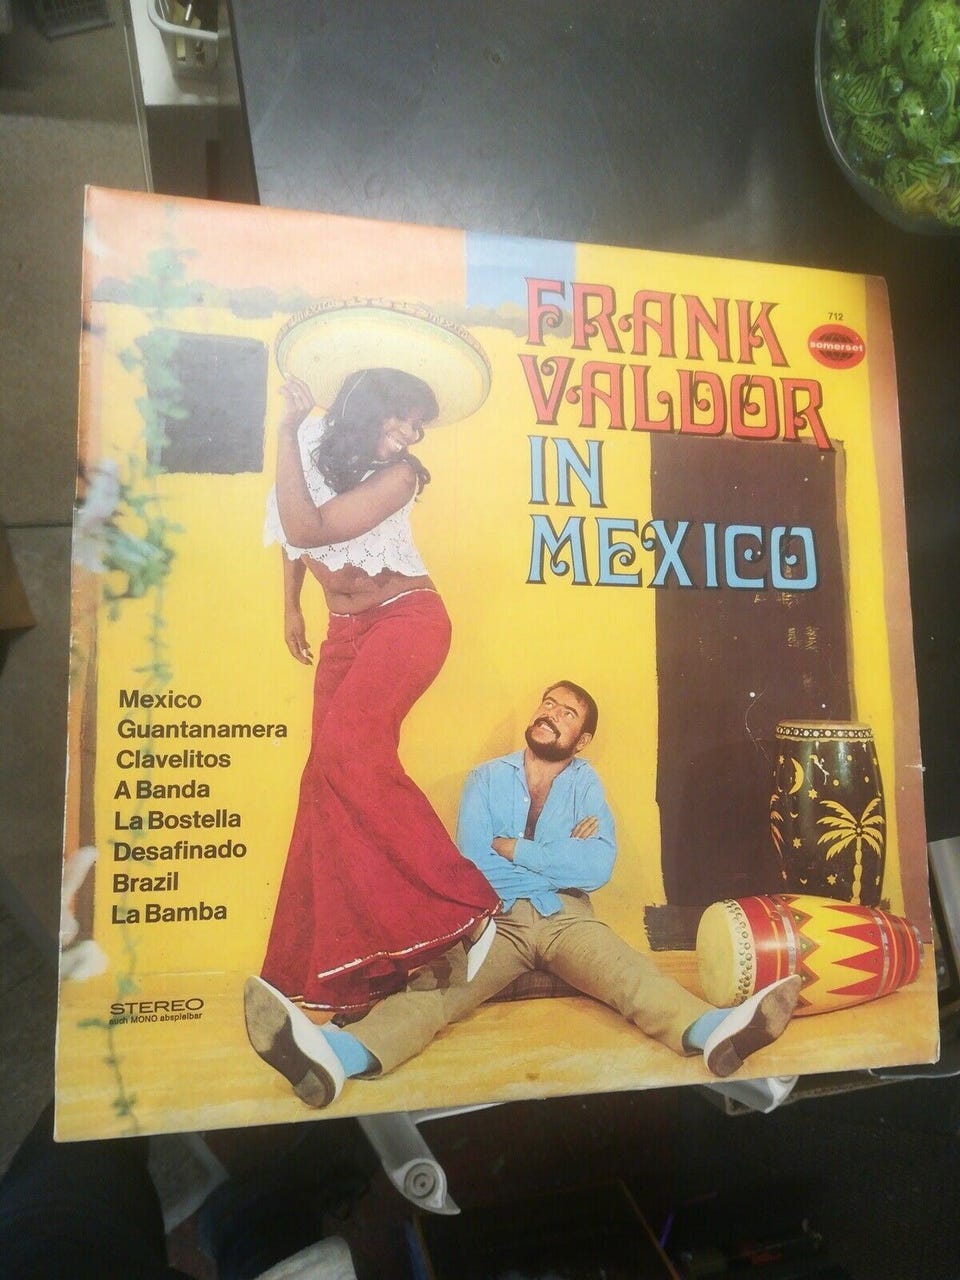 FRANK
VALDOR
IN
MEXICO
712
somerset
Mexico
Guantanamera
Clavelitos
A Banda
La Bostella
Desafinado
Brazil
La Bamba
STEREO
auch MONO abspielbar